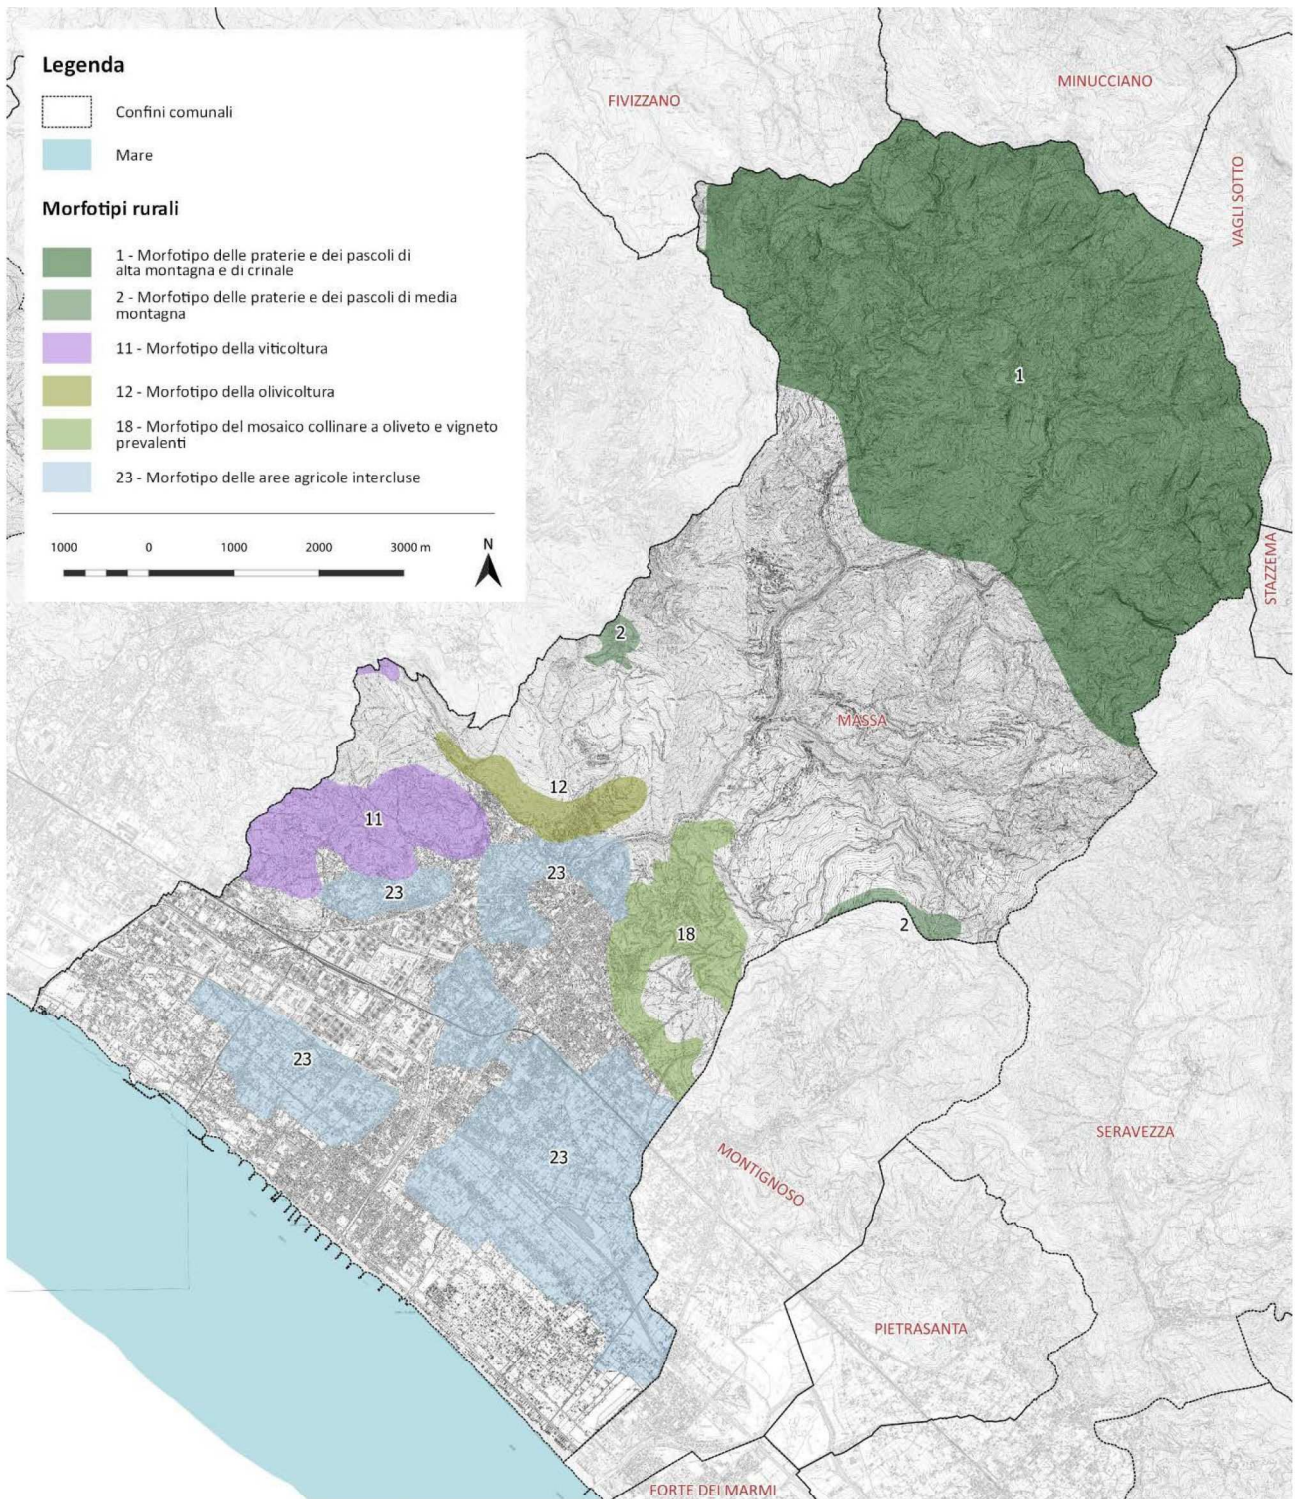 Legenda
Confini comunali
Mare
Morfotipi rurali
1 - Morfotipo delle praterie e dei pascoli di
alta montagna e di crinale
2 - Morfotipo delle praterie e dei pascoli di media
montagna
11 - Morfotipo della viticoltura
12 - Morfotipo della olivicoltura
18 - Morfotipo del mosaico collinare a oliveto e vigneto
prevalenti
23 - Morfotipo delle aree agricole intercluse
1000 0 1000 2000 3000 m
N
FIVIZZANO
MINUCCIANO
VAGLI SOTTO
1
STAZZEMA
2
MASSA
12
11
23
23
18
2
23
23
MONTIGNOSO
SERAVEZZA
PIETRASANTA
FORTE DEI MARMI